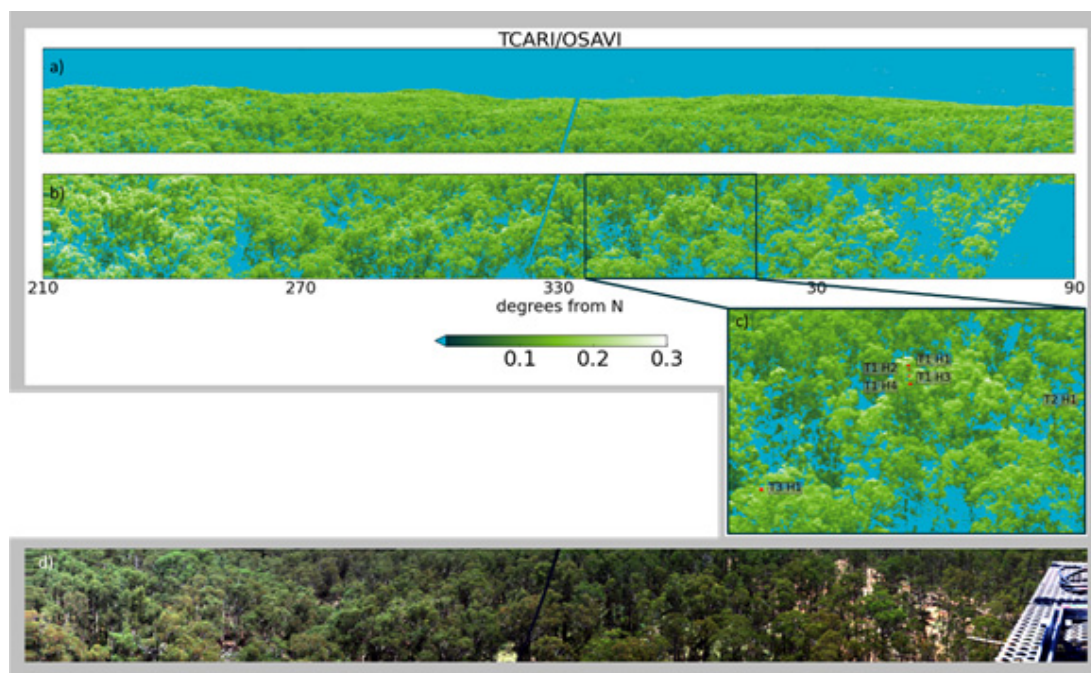 TCARI/OSAVI
a)
b)
210 270 330 30 90
degrees from N
0.1 0.2 0.3
c)
T1 H2 T1 H1
T1 H4 T1 H3
T2 H1
T3 H1
d)